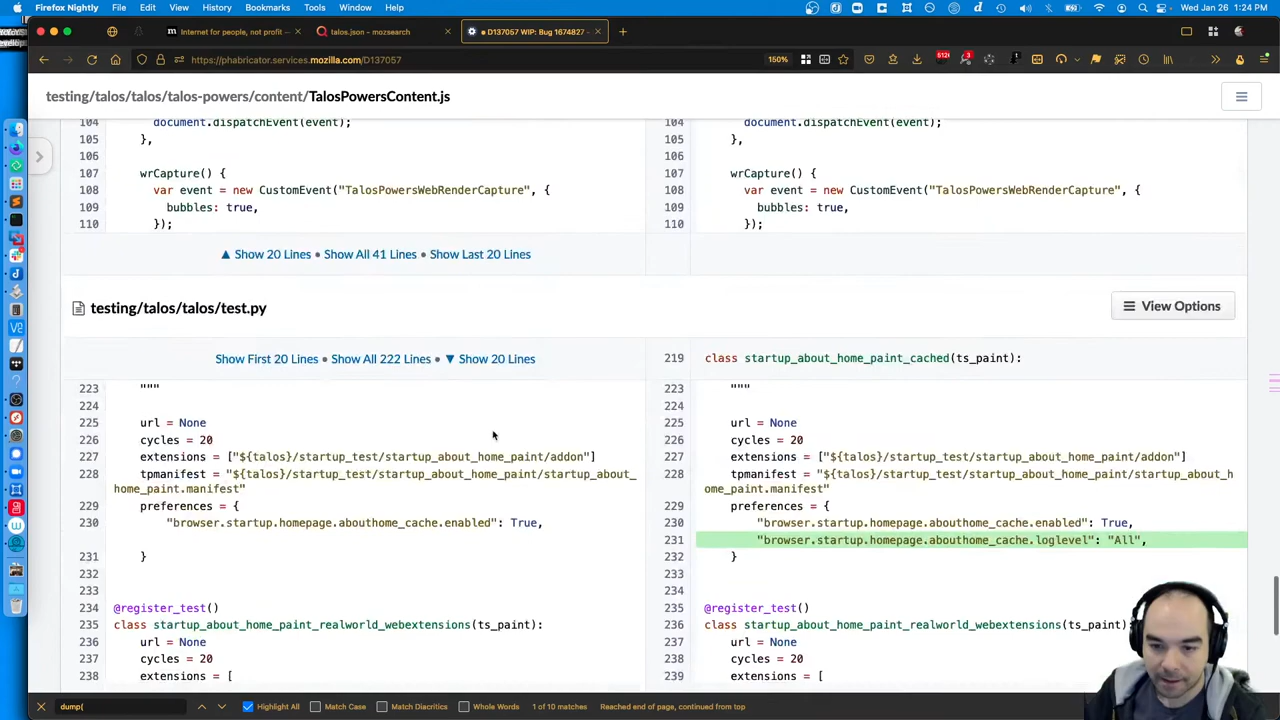 Firefox Nightly File Edit View History Bookmarks Tools Window Help Wed Jan 26 1:24 PM
Internet for people, not profit — talos.json - mozsearch D137057 WIP: Bug 1674827 -
https://phabricator.services.mozilla.org/D137057 150%
testing/talos/talos/talos-powers/content/TalosPowersContent.js
104 document.dispatchEvent(event); 104 document.dispatchEvent(event);
105 }, 105 },
106 106
107 wrCapture() { 107 wrCapture() {
108 var event = new CustomEvent("TalosPowersWebRenderCapture", { 108 var event = new CustomEvent("TalosPowersWebRenderCapture", {
109 bubbles: true, 109 bubbles: true,
110 }); 110 });
▲ Show 20 Lines • Show All 41 Lines • Show Last 20 Lines
testing/talos/talos/test.py View Options
Show First 20 Lines • Show All 222 Lines • ▼ Show 20 Lines 219 class startup_about_home_paint_cached(ts_paint):
223 """ 223 """
224 224
225 url = None 225 url = None
226 cycles = 20 226 cycles = 20
227 extensions = ["${talos}/startup_test/startup_about_home_paint/addon"] 227 extensions = ["${talos}/startup_test/startup_about_home_paint/addon"]
228 tpmanifest = "${talos}/startup_test/startup_about_home_paint/startup_about_ 228 tpmanifest = "${talos}/startup_test/startup_about_home_paint/startup_about_h
home_paint.manifest" ome_paint.manifest"
229 preferences = { 229 preferences = {
230 "browser.startup.homepage.abouthome_cache.enabled": True, 230 "browser.startup.homepage.abouthome_cache.enabled": True,
231 "browser.startup.homepage.abouthome_cache.loglevel": "All",
231 } 232 }
232 233
233 234
234 @register_test() 235 @register_test()
235 class startup_about_home_paint_realworld_webextensions(ts_paint): 236 class startup_about_home_paint_realworld_webextensions(ts_paint):
236 url = None 237 url = None
237 cycles = 20 238 cycles = 20
238 extensions = [ 239 extensions = [
dump( Highlight All Match Case Match Diacritics Whole Words 1 of 10 matches Reached end of page, continued from top